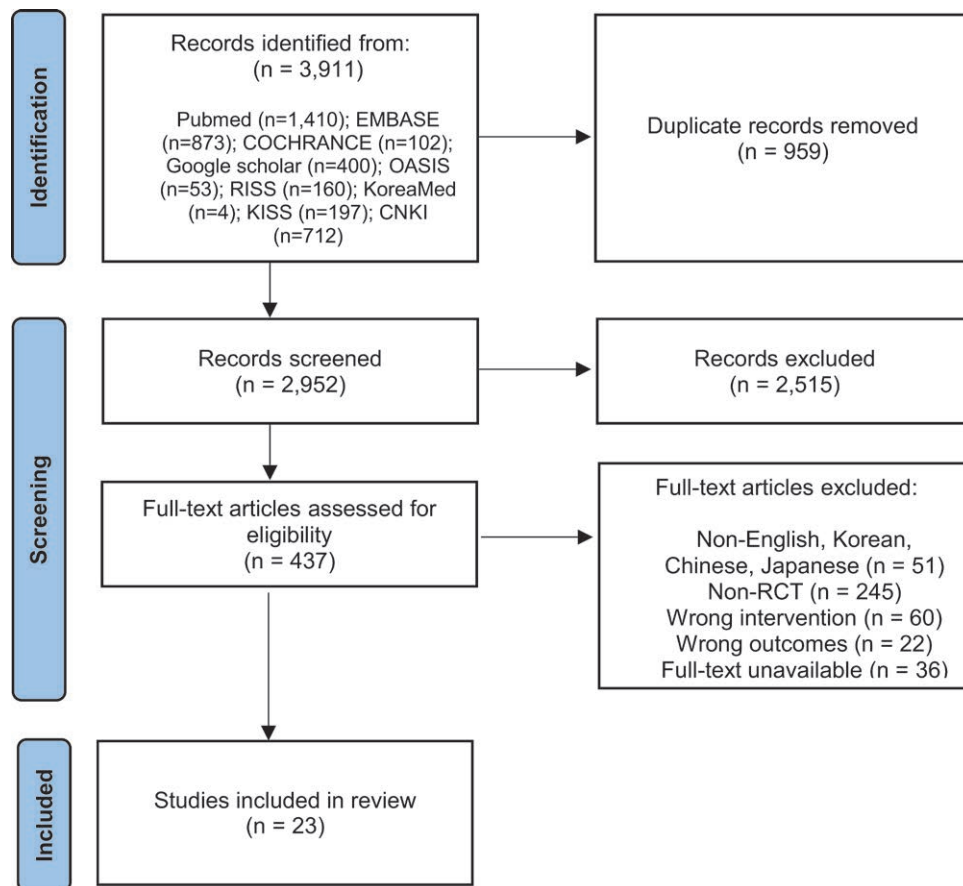 Identification
Records identified from:
(n = 3,911)
Pubmed (n=1,410); EMBASE
(n=873); COCHRANCE (n=102);
Google scholar (n=400); OASIS
(n=53); RISS (n=160); KoreaMed
(n=4); KISS (n=197); CNKI
(n=712)
Duplicate records removed
(n = 959)
Screening
Records screened
(n = 2,952)
Records excluded
(n = 2,515)
Full-text articles assessed for
eligibility
(n = 437)
Full-text articles excluded:
Non-English, Korean,
Chinese, Japanese (n = 51)
Non-RCT (n = 245)
Wrong intervention (n = 60)
Wrong outcomes (n = 22)
Full-text unavailable (n = 36)
Included
Studies included in review
(n = 23)